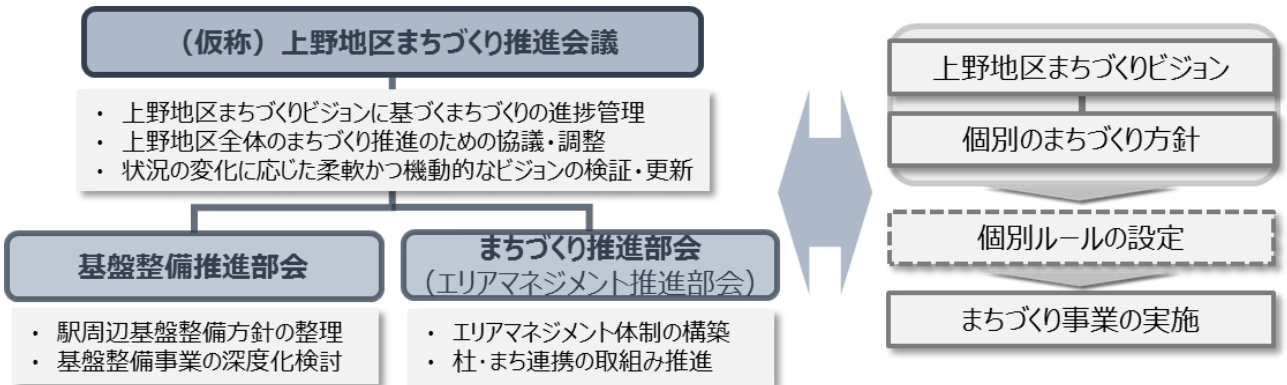 （仮称）上野地区まちづくり推進会議
・ 上野地区まちづくりビジョンに基づくまちづくりの進捗管理
・ 上野地区全体のまちづくり推進のための協議・調整
・ 状況の変化に応じた柔軟かつ機動的なビジョンの検証・更新
基盤整備推進部会
・ 駅周辺基盤整備方針の整理
・ 基盤整備事業の深度化検討
まちづくり推進部会
（エリアマネジメント推進部会）
・ エリアマネジメント体制の構築
・ 杜・まち連携の取組み推進
上野地区まちづくりビジョン
個別のまちづくり方針
個別ルールの設定
まちづくり事業の実施